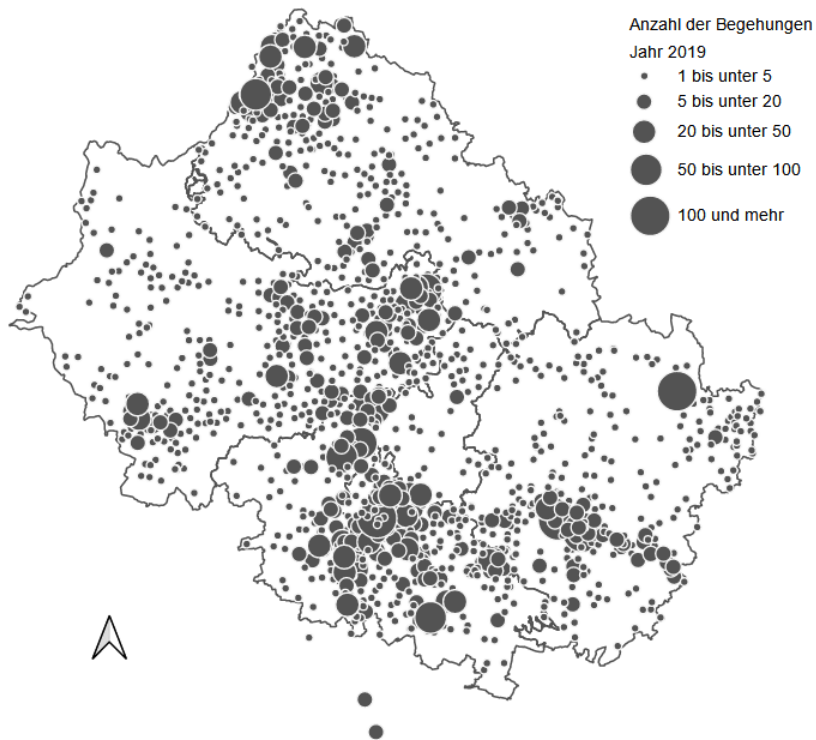 Anzahl der Begehungen
Jahr 2019
1 bis unter 5
5 bis unter 20
20 bis unter 50
50 bis unter 100
100 und mehr